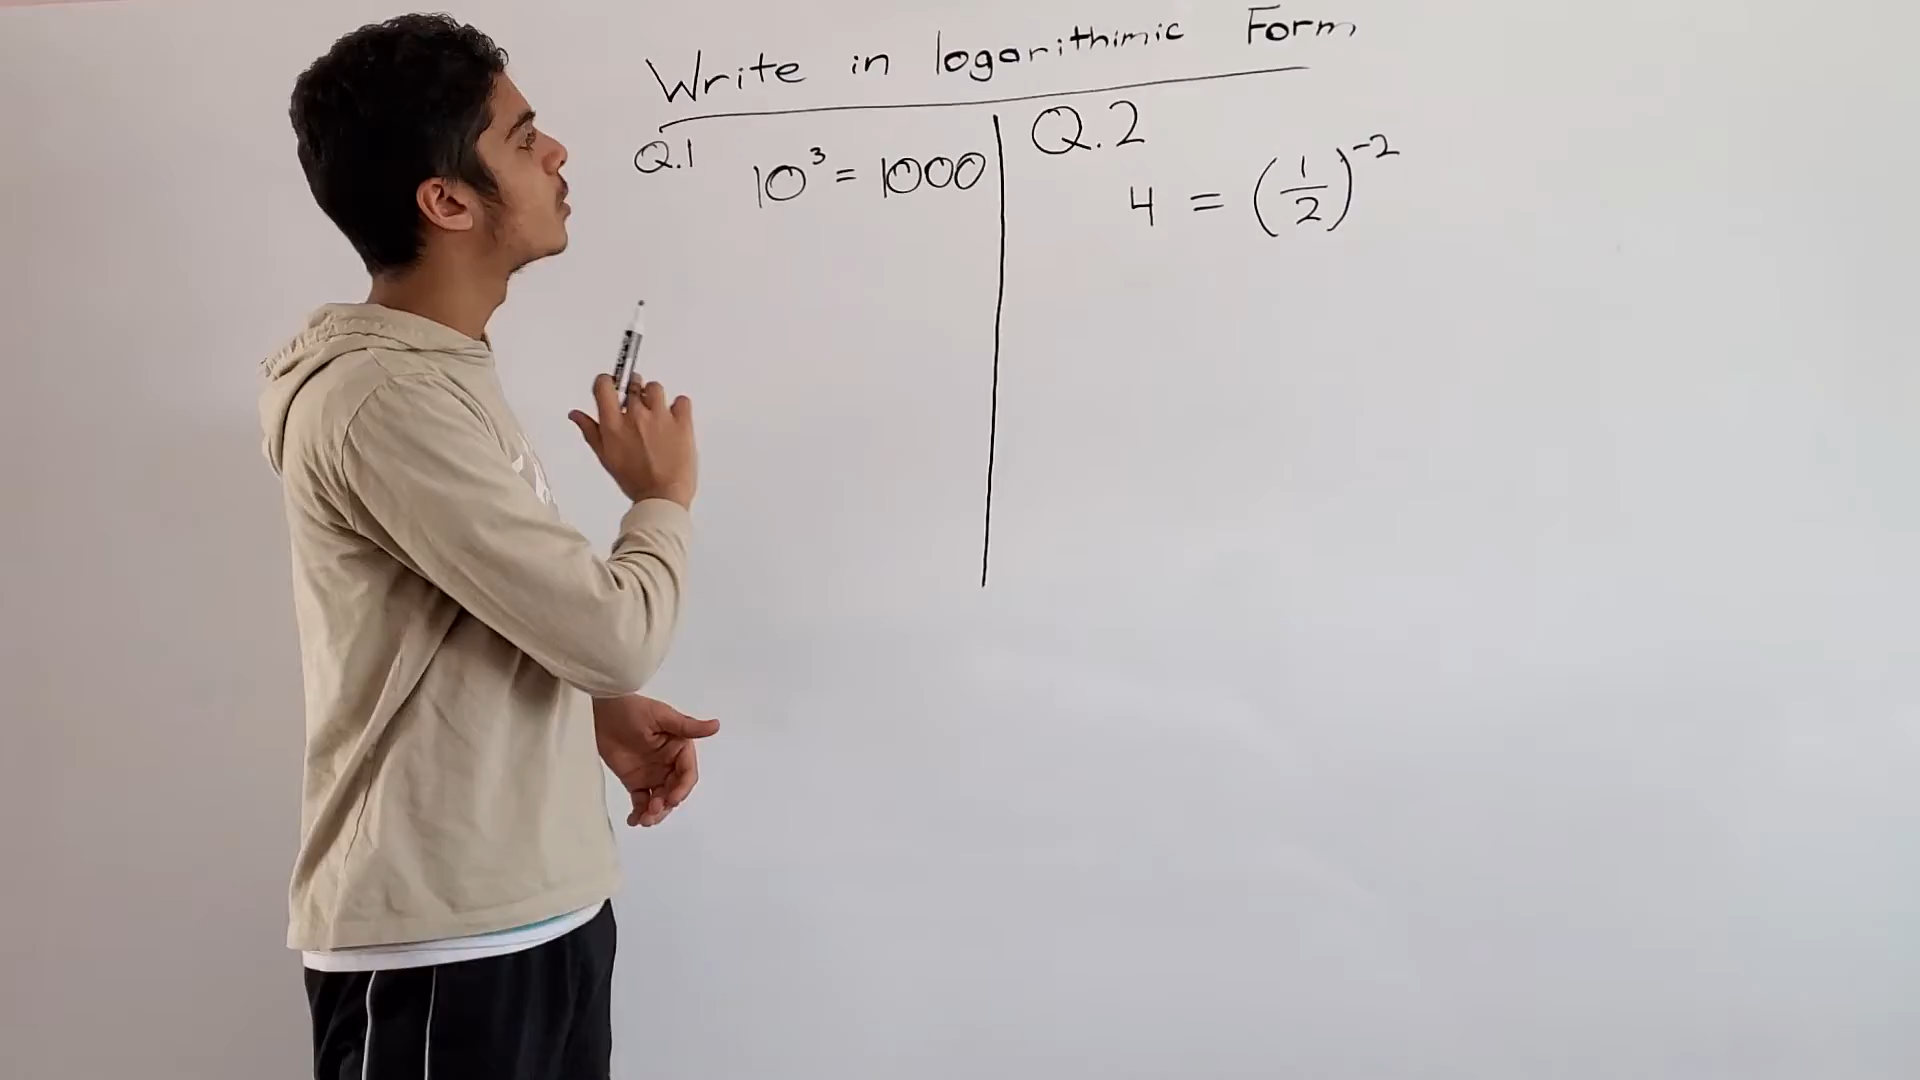 Write in logarithimic Form
Q.1
10³ = 1000
Q.2
4 = (1/2)⁻²